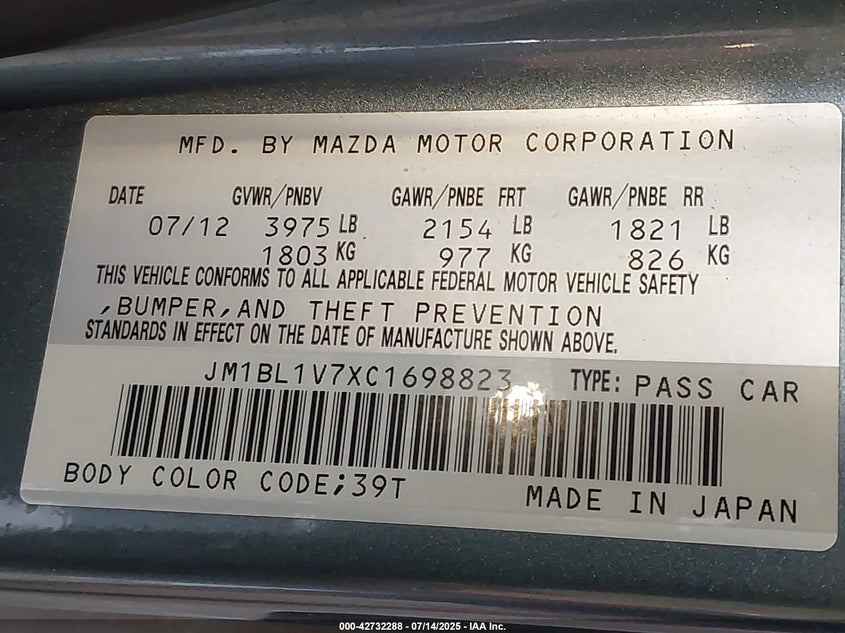 MFD. BY MAZDA MOTOR CORPORATION
DATE GVWR/PNBV GAWR/PNBE FRT GAWR/PNBE RR
07/12 3975 LB 2154 LB 1821 LB
1803 KG 977 KG 826 KG
THIS VEHICLE CONFORMS TO ALL APPLICABLE FEDERAL MOTOR VEHICLE SAFETY
,BUMPER,AND THEFT PREVENTION
STANDARDS IN EFFECT ON THE DATE OF MANUFACTURE SHOWN ABOVE.
JM1BL1V7XC1698823 TYPE: PASS CAR
BODY COLOR CODE;39T
MADE IN JAPAN
000-42732288 - 07/14/2025 - IAA Inc.